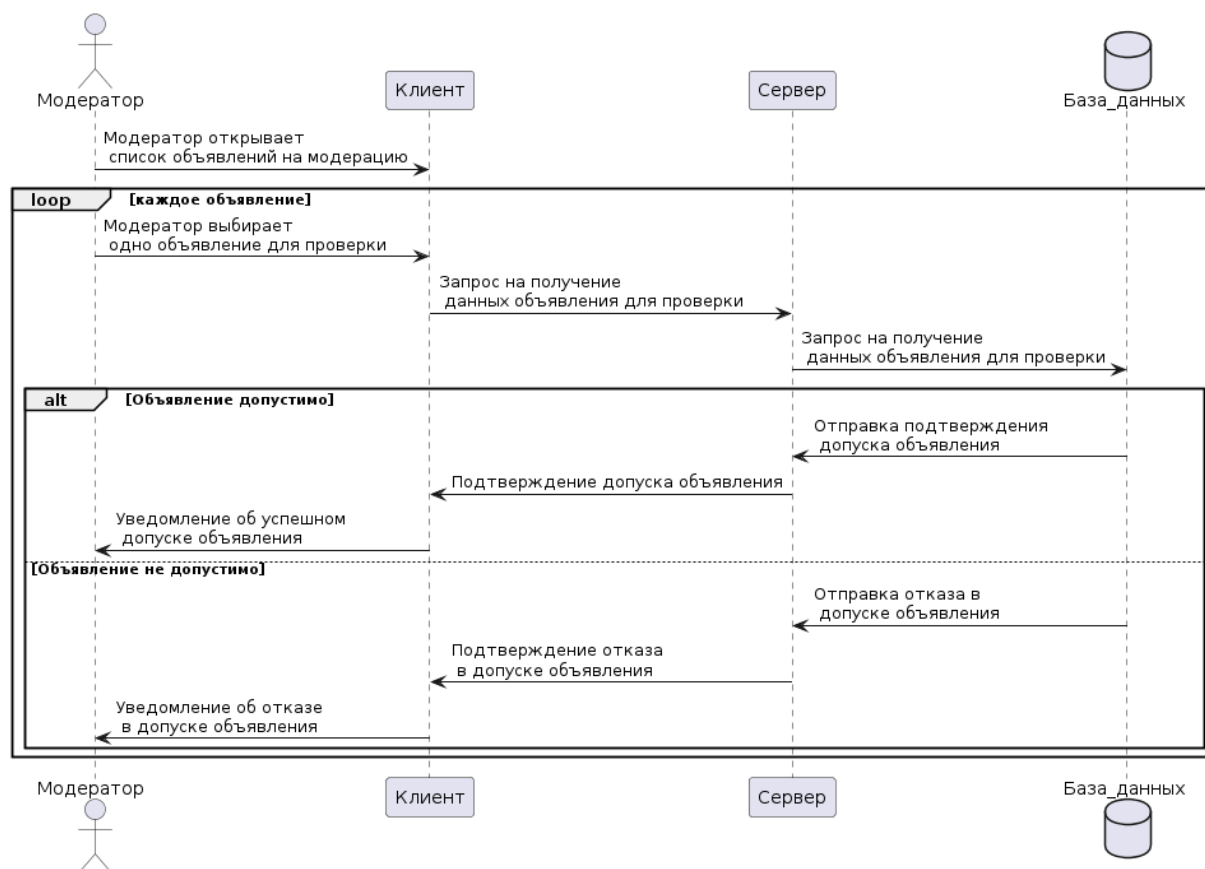 Модератор
Клиент
Сервер
База_данных
Модератор открывает
список объявлений на модерацию
loop
[каждое объявление]
Модератор выбирает
одно объявление для проверки
Запрос на получение
данных объявления для проверки
Запрос на получение
данных объявления для проверки
alt
[Объявление допустимо]
Отправка подтверждения
допуска объявления
Подтверждение допуска объявления
Уведомление об успешном
допуске объявления
[Объявление не допустимо]
Отправка отказа в
допуске объявления
Подтверждение отказа
в допуске объявления
Уведомление об отказе
в допуске объявления
Модератор
Клиент
Сервер
База_данных